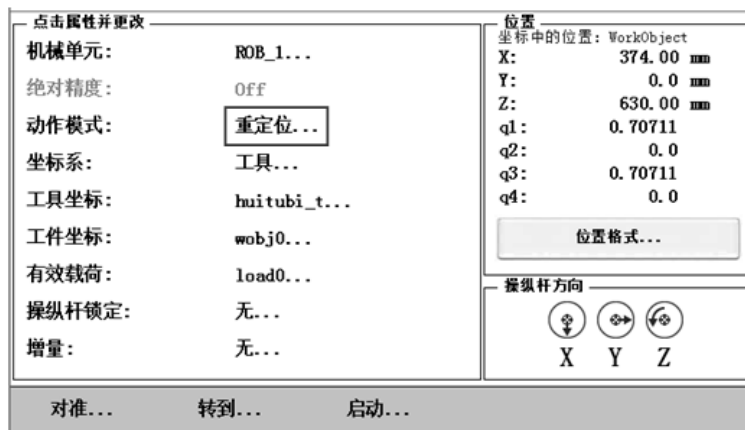 点击属性并更改
机械单元: ROB_1...
绝对精度: Off
动作模式: 重定位...
坐标系: 工具...
工具坐标: huitubi_t...
工件坐标: wobj0...
有效载荷: load0...
操纵杆锁定: 无...
增量: 无...
位置
坐标中的位置: WorkObject
X: 374.00 mm
Y: 0.0 mm
Z: 630.00 mm
q1: 0.70711
q2: 0.0
q3: 0.70711
q4: 0.0
位置格式...
操纵杆方向
X Y Z
对准... 转到... 启动...